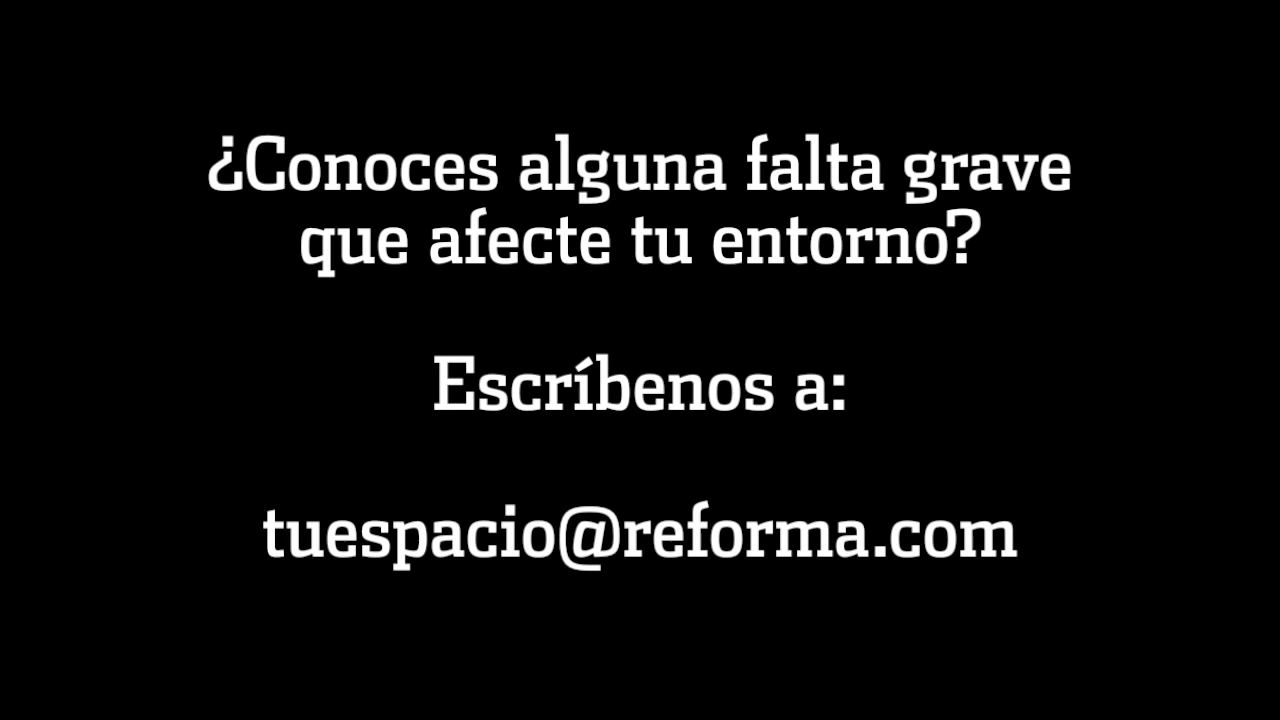 ¿Conoces alguna falta grave
que afecte tu entorno?
Escríbenos a:
tuespacio@reforma.com